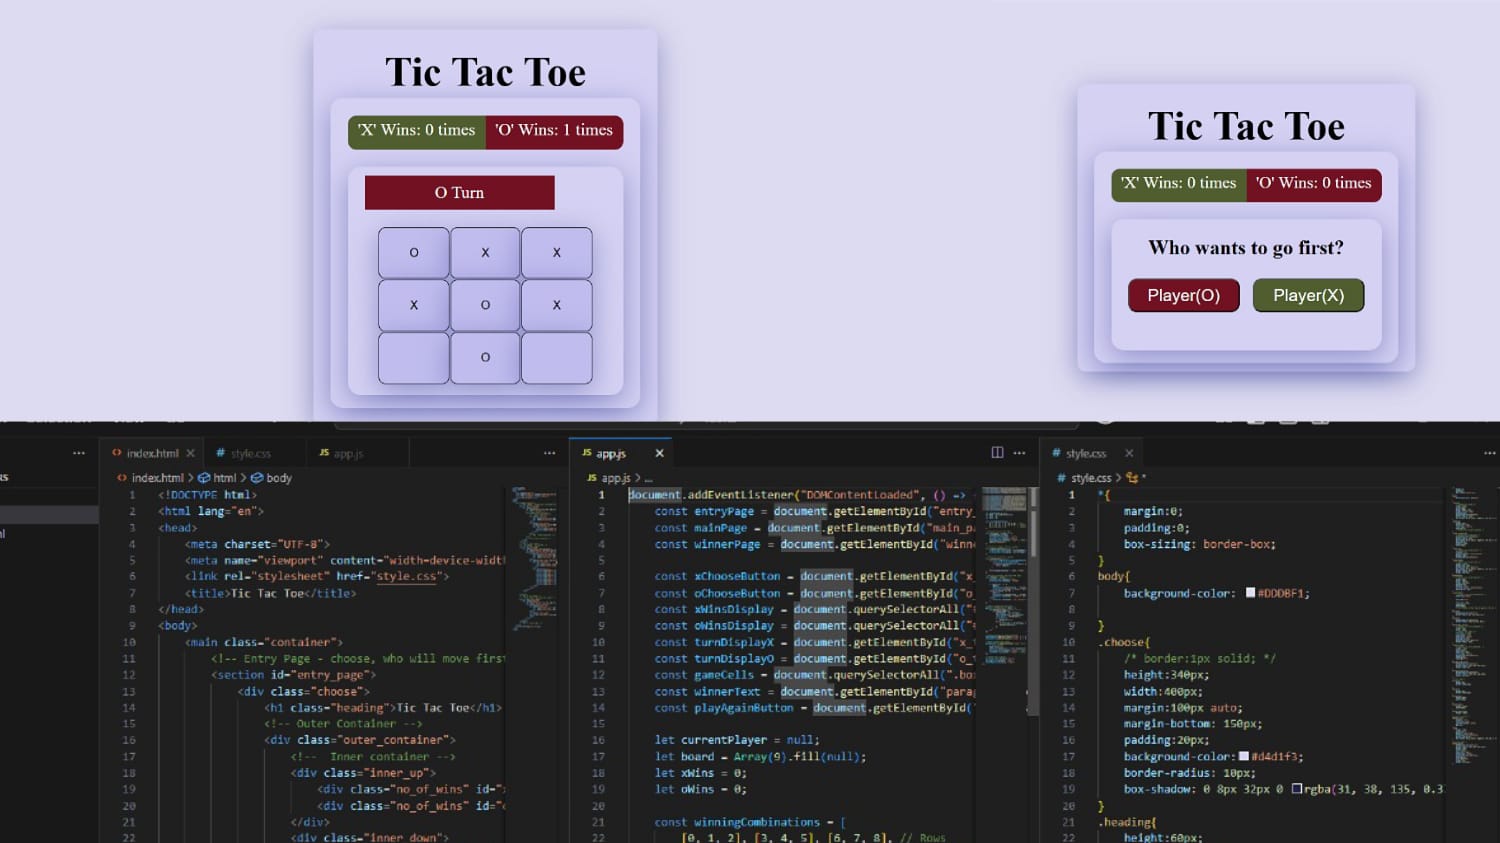 Tic Tac Toe
'X' Wins: 0 times 'O' Wins: 1 times
O Turn
O X X
X O X
O
Tic Tac Toe
'X' Wins: 0 times 'O' Wins: 0 times
Who wants to go first?
Player(O) Player(X)
index.html
style.css
app.js
index.html > html > body
1 <!DOCTYPE html>
2 <html lang="en">
3 <head>
4 <meta charset="UTF-8">
5 <meta name="viewport" content="width=device-widt
6 <link rel="stylesheet" href="style.css">
7 <title>Tic Tac Toe</title>
8 </head>
9 <body>
10 <main class="container">
11 <!-- Entry Page - choose, who will move firs
12 <section id="entry_page">
13 <div class="choose">
14 <h1 class="heading">Tic Tac Toe</h1>
15 <!-- Outer Container -->
16 <div class="outer_container">
17 <!-- Inner container -->
18 <div class="inner_up">
19 <div class="no_of_wins" id="
20 <div class="no_of_wins" id="
21 </div>
22 <div class="inner_down">
app.js
app.js > ...
1 document.addEventListener("DOMContentLoaded", () =>
2 const entryPage = document.getElementById("entry_
3 const mainPage = document.getElementById("main_p
4 const winnerPage = document.getElementById("winn
5
6 const xChooseButton = document.getElementById("x_
7 const oChooseButton = document.getElementById("o_
8 const xWinsDisplay = document.querySelectorAll("
9 const oWinsDisplay = document.querySelectorAll("
10 const turnDisplayX = document.getElementById("x_
11 const turnDisplayO = document.getElementById("o_
12 const gameCells = document.querySelectorAll(".bo
13 const winnerText = document.getElementById("parag
14 const playAgainButton = document.getElementById(
15
16 let currentPlayer = null;
17 let board = Array(9).fill(null);
18 let xWins = 0;
19 let oWins = 0;
20
21 const winningCombinations = [
22 [0, 1, 2], [3, 4, 5], [6, 7, 8], // Rows
style.css
style.css > *
1 *{
2 margin:0;
3 padding:0;
4 box-sizing: border-box;
5 }
6 body{
7 background-color: #DDDBF1;
8
9 }
10 .choose{
11 /* border:1px solid; */
12 height:340px;
13 width:400px;
14 margin:100px auto;
15 margin-bottom: 150px;
16 padding:20px;
17 background-color: #d4d1f3;
18 border-radius: 10px;
19 box-shadow: 0 8px 32px 0 rgba(31, 38, 135, 0.3
20 }
21 .heading{
22 height:60px;